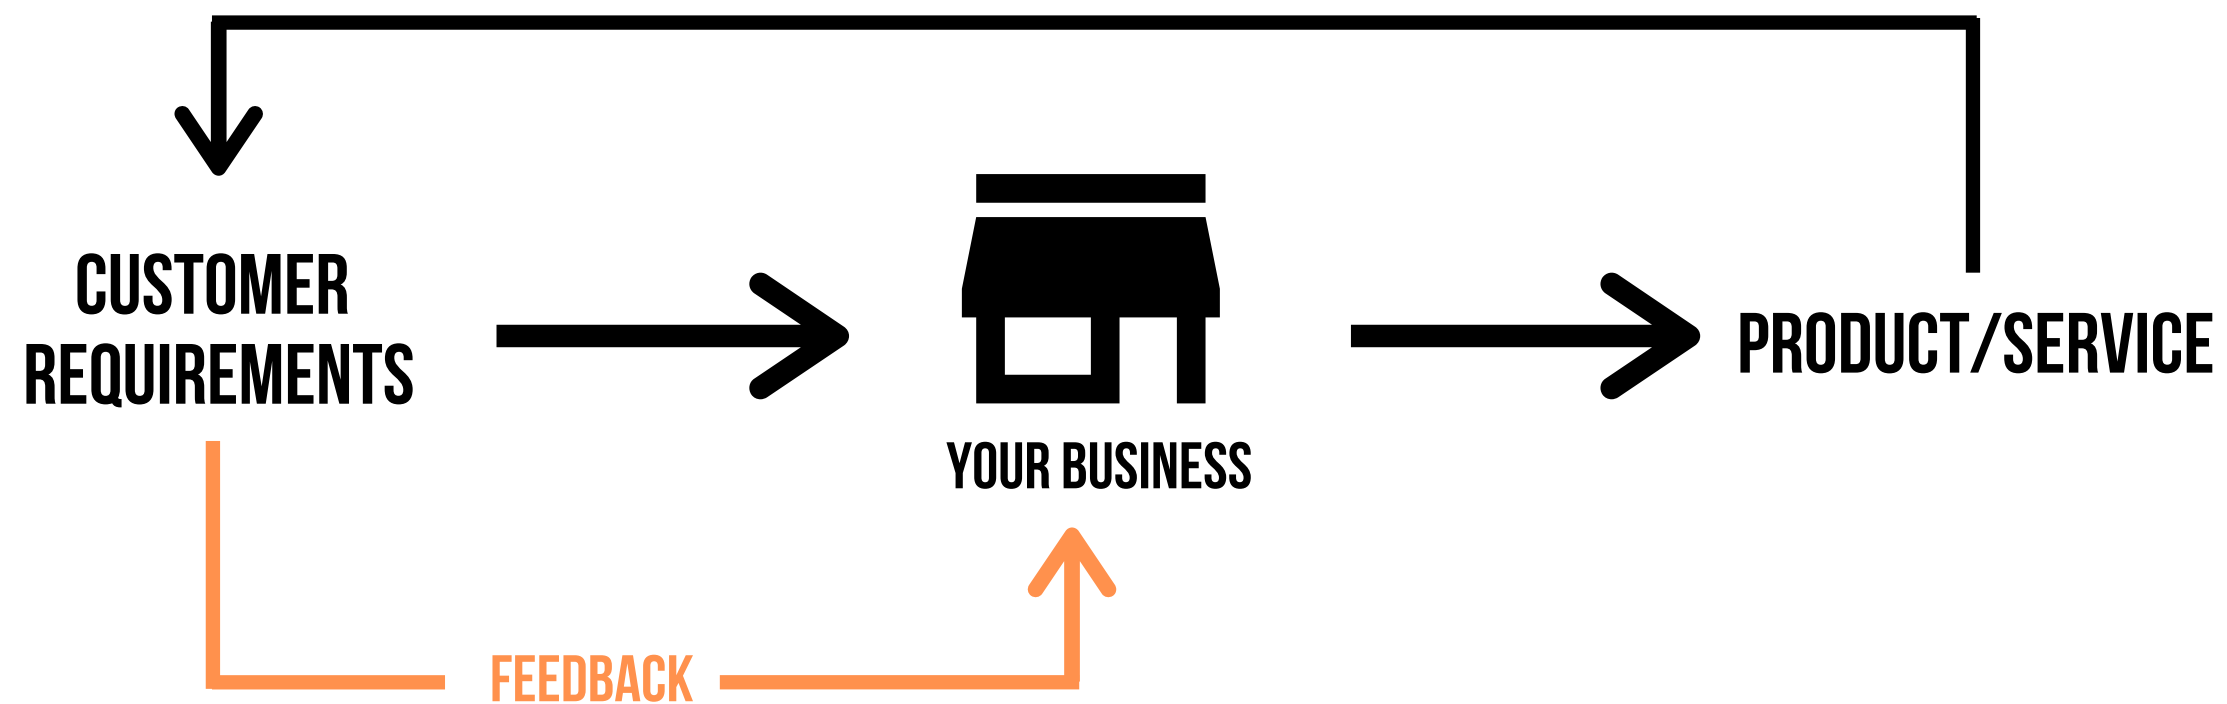 CUSTOMER
REQUIREMENTS
YOUR BUSINESS
PRODUCT/SERVICE
FEEDBACK